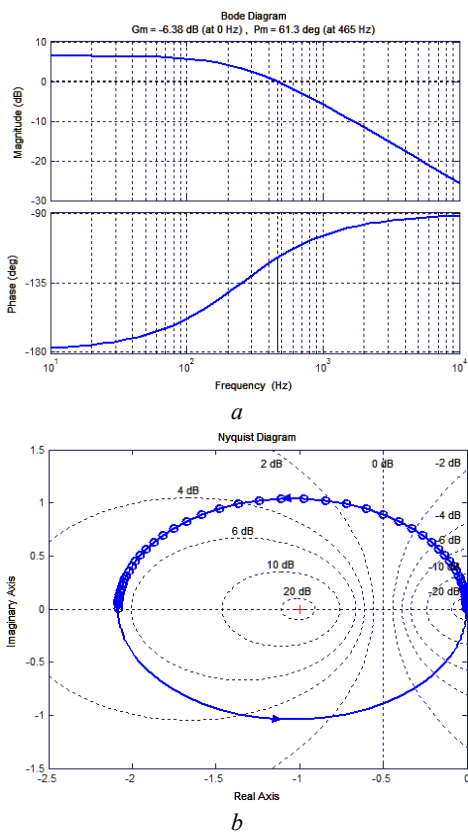 Bode Diagram
Gm = -6.38 dB (at 0 Hz) , Pm = 61.3 deg (at 465 Hz)
10
0
-10
-20
-30
Magnitude (dB)
-90
-135
-180
Phase (deg)
10^1
10^2
10^3
10^4
Frequency (Hz)
a
Nyquist Diagram
1.5
1
0.5
0
-0.5
-1
-1.5
Imaginary Axis
2 dB
0 dB
-2 dB
4 dB
-4 dB
6 dB
-6 dB
10 dB
-10 dB
20 dB
-20 dB
-2.5
-2
-1.5
-1
-0.5
0
Real Axis
b